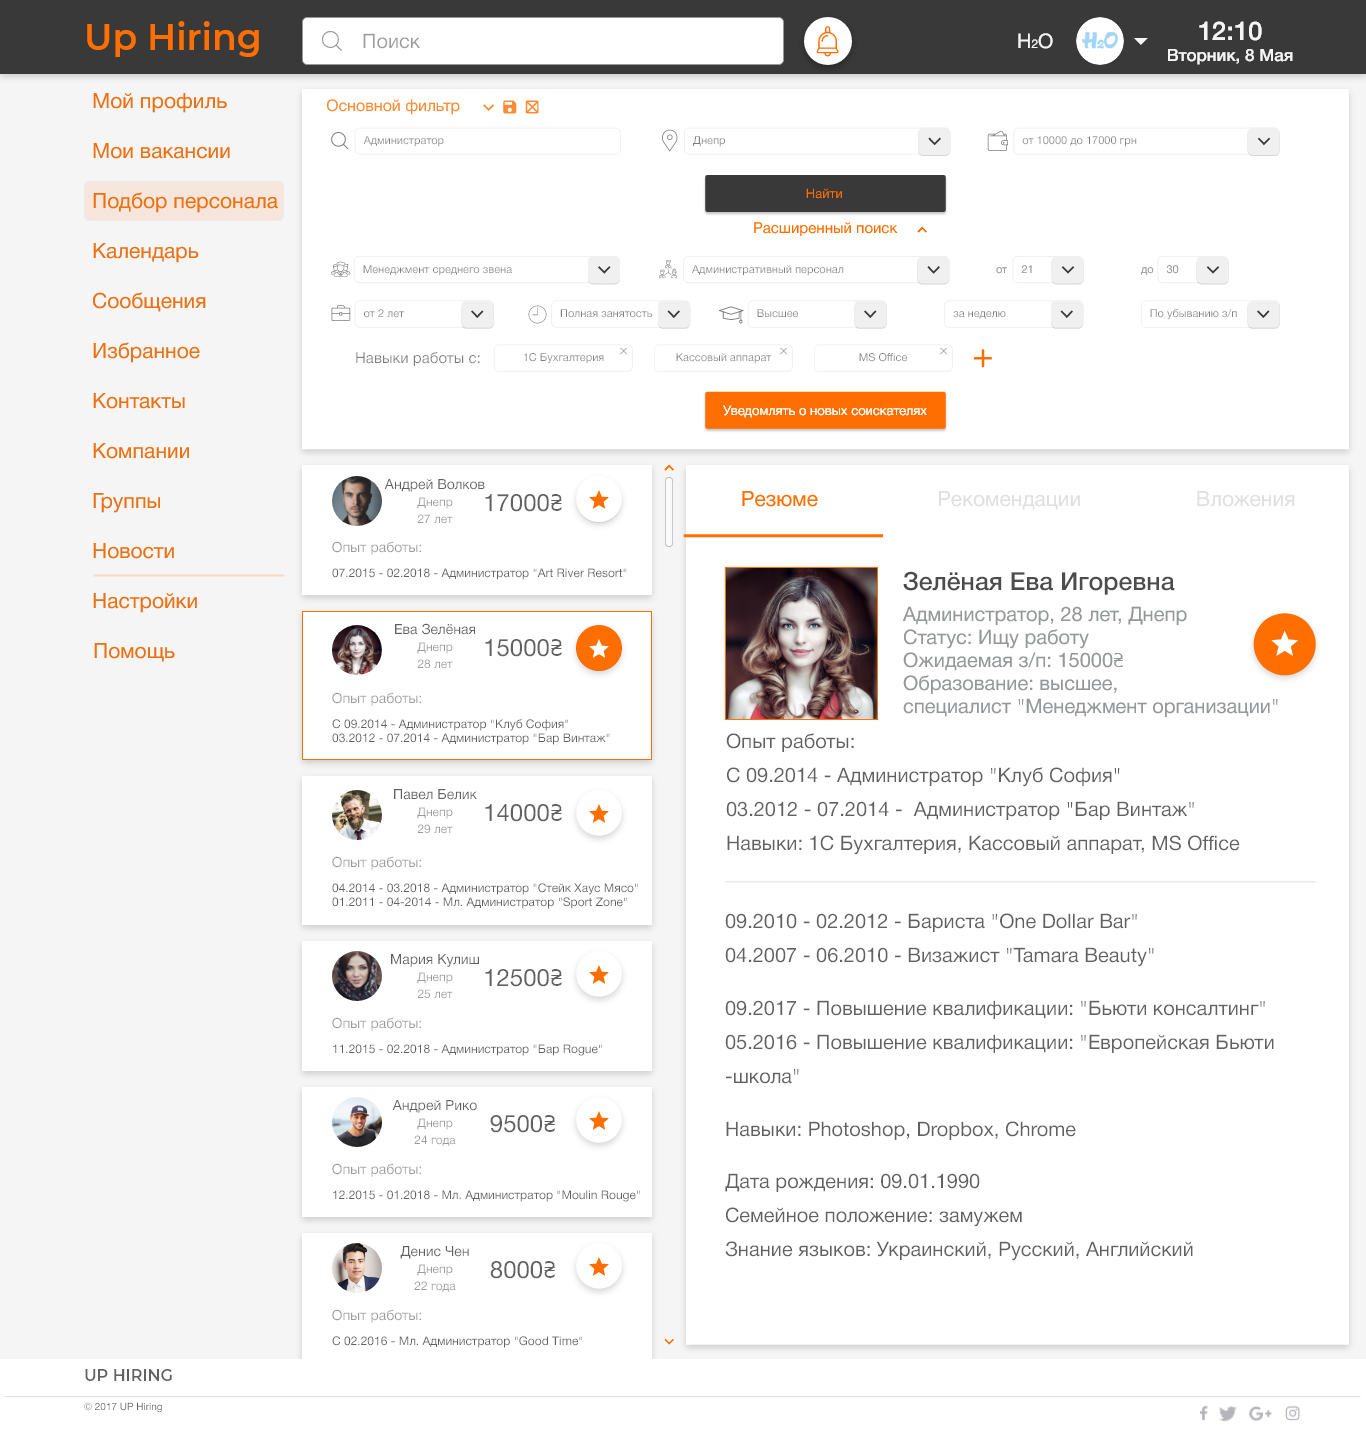 Up Hiring
Поиск
H₂O
H₂O
12:10
Вторник, 8 Мая
Мой профиль
Мои вакансии
Подбор персонала
Календарь
Сообщения
Избранное
Контакты
Компании
Группы
Новости
Настройки
Помощь
Основной фильтр
Администратор
Днепр
от 10000 до 17000 грн
Найти
Расширенный поиск
Менеджмент среднего звена
Административный персонал
от 21
до 30
от 2 лет
Полная занятость
Высшее
за неделю
По убыванию з/п
Навыки работы с:
1С Бухгалтерия
Кассовый аппарат
MS Office
Уведомлять о новых соискателях
Андрей Волков
Днепр
27 лет
17000₴
Опыт работы:
07.2015 - 02.2018 - Администратор "Art River Resort"
Ева Зелёная
Днепр
28 лет
15000₴
Опыт работы:
С 09.2014 - Администратор "Клуб София"
03.2012 - 07.2014 - Администратор "Бар Винтаж"
Павел Белик
Днепр
29 лет
14000₴
Опыт работы:
04.2014 - 03.2018 - Администратор "Стейк Хаус Мясо"
01.2011 - 04-2014 - Мл. Администратор "Sport Zone"
Мария Кулиш
Днепр
25 лет
12500₴
Опыт работы:
11.2015 - 02.2018 - Администратор "Бар Rogue"
Андрей Рико
Днепр
24 года
9500₴
Опыт работы:
12.2015 - 01.2018 - Мл. Администратор "Moulin Rouge"
Денис Чен
Днепр
22 года
8000₴
Опыт работы:
С 02.2016 - Мл. Администратор "Good Time"
Резюме
Рекомендации
Вложения
Зелёная Ева Игоревна
Администратор, 28 лет, Днепр
Статус: Ищу работу
Ожидаемая з/п: 15000₴
Образование: высшее,
специалист "Менеджмент организации"
Опыт работы:
С 09.2014 - Администратор "Клуб София"
03.2012 - 07.2014 - Администратор "Бар Винтаж"
Навыки: 1С Бухгалтерия, Кассовый аппарат, MS Office
09.2010 - 02.2012 - Бариста "One Dollar Bar"
04.2007 - 06.2010 - Визажист "Tamara Beauty"
09.2017 - Повышение квалификации: "Бьюти консалтинг"
05.2016 - Повышение квалификации: "Европейская Бьюти
-школа"
Навыки: Photoshop, Dropbox, Chrome
Дата рождения: 09.01.1990
Семейное положение: замужем
Знание языков: Украинский, Русский, Английский
UP HIRING
© 2017 UP Hiring